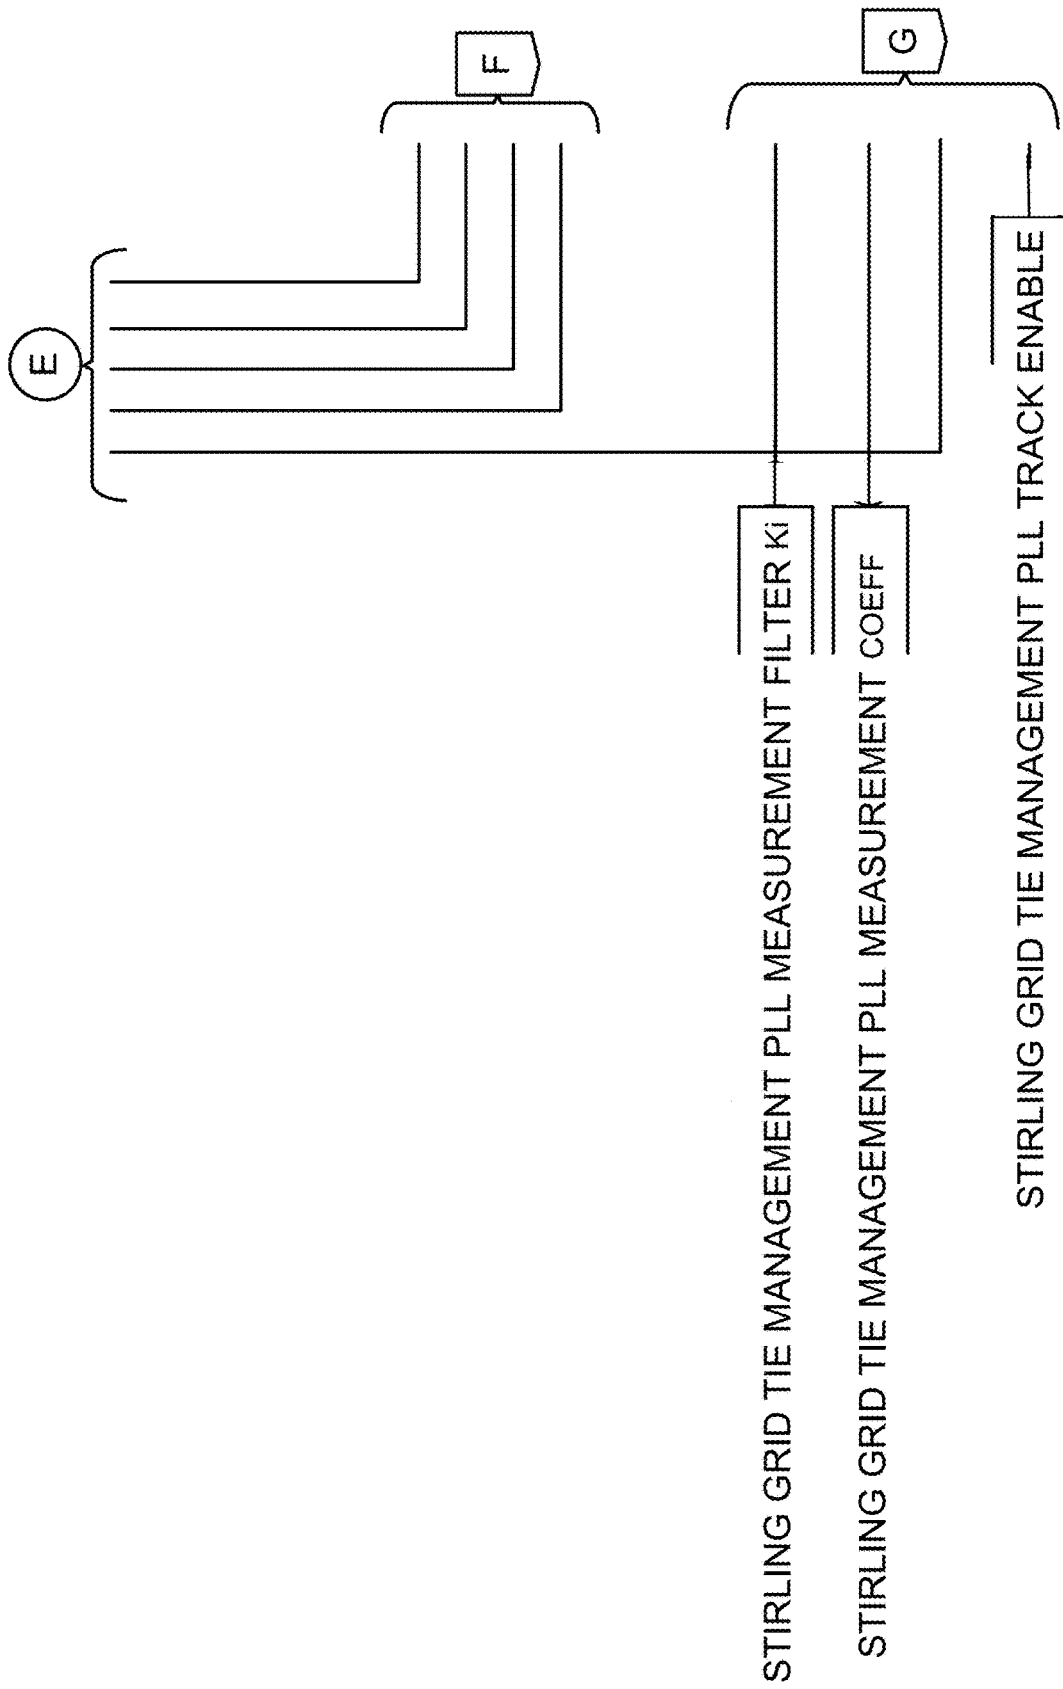 E
F
G
STIRLING GRID TIE MANAGEMENT PLL MEASUREMENT FILTER Ki
STIRLING GRID TIE MANAGEMENT PLL MEASUREMENT COEFF
STIRLING GRID TIE MANAGEMENT PLL TRACK ENABLE